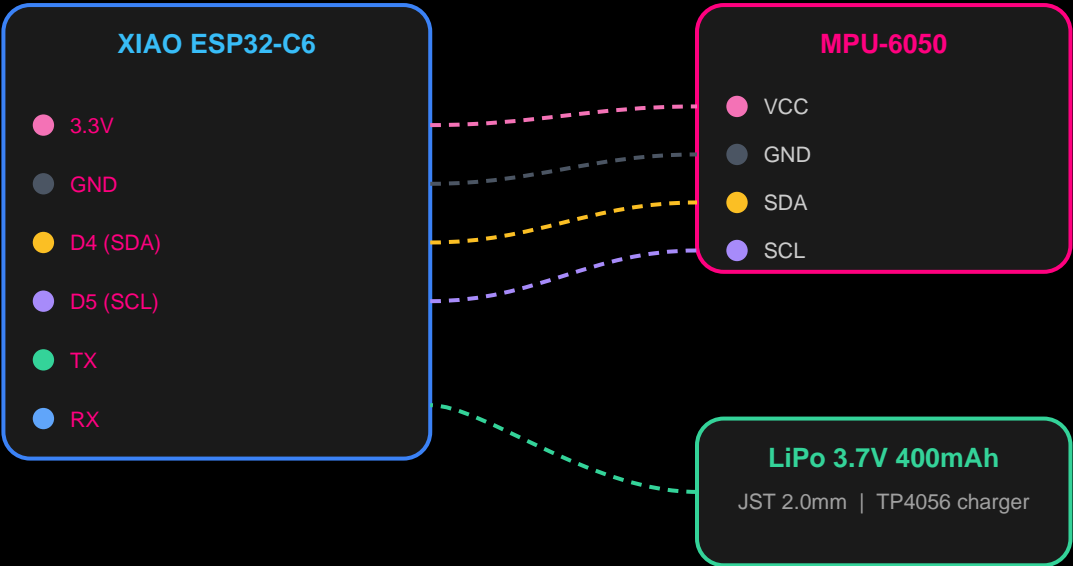 XIAO ESP32-C6
3.3V
GND
D4 (SDA)
D5 (SCL)
TX
RX
MPU-6050
VCC
GND
SDA
SCL
LiPo 3.7V 400mAh
JST 2.0mm | TP4056 charger